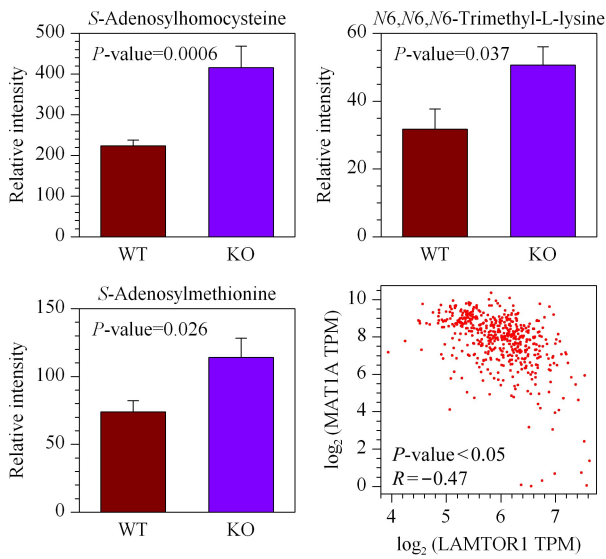 S-Adenosylhomocysteine
P-value=0.0006
Relative intensity
500
400
300
200
100
0
WT KO
N6,N6,N6-Trimethyl-L-lysine
P-value=0.037
Relative intensity
60
40
20
0
WT KO
S-Adenosylmethionine
P-value=0.026
Relative intensity
150
100
50
0
WT KO
log₂ (MAT1A TPM)
10
8
6
4
2
0
P-value<0.05
R=−0.47
4 5 6 7
log₂ (LAMTOR1 TPM)